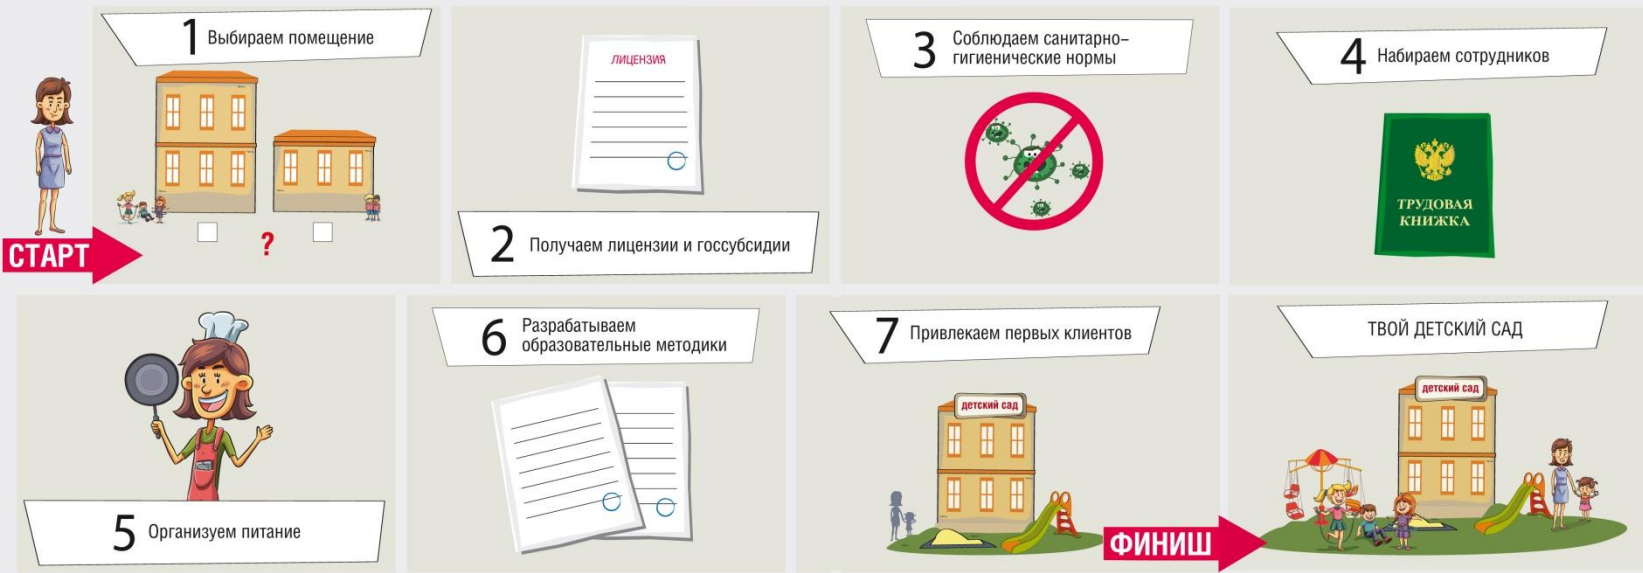 СТАРТ
1 Выбираем помещение
?
ЛИЦЕНЗИЯ
2 Получаем лицензии и госсубсидии
3 Соблюдаем санитарно–
гигиенические нормы
4 Набираем сотрудников
ТРУДОВАЯ
КНИЖКА
5 Организуем питание
6 Разрабатываем
образовательные методики
7 Привлекаем первых клиентов
детский сад
ФИНИШ
ТВОЙ ДЕТСКИЙ САД
детский сад